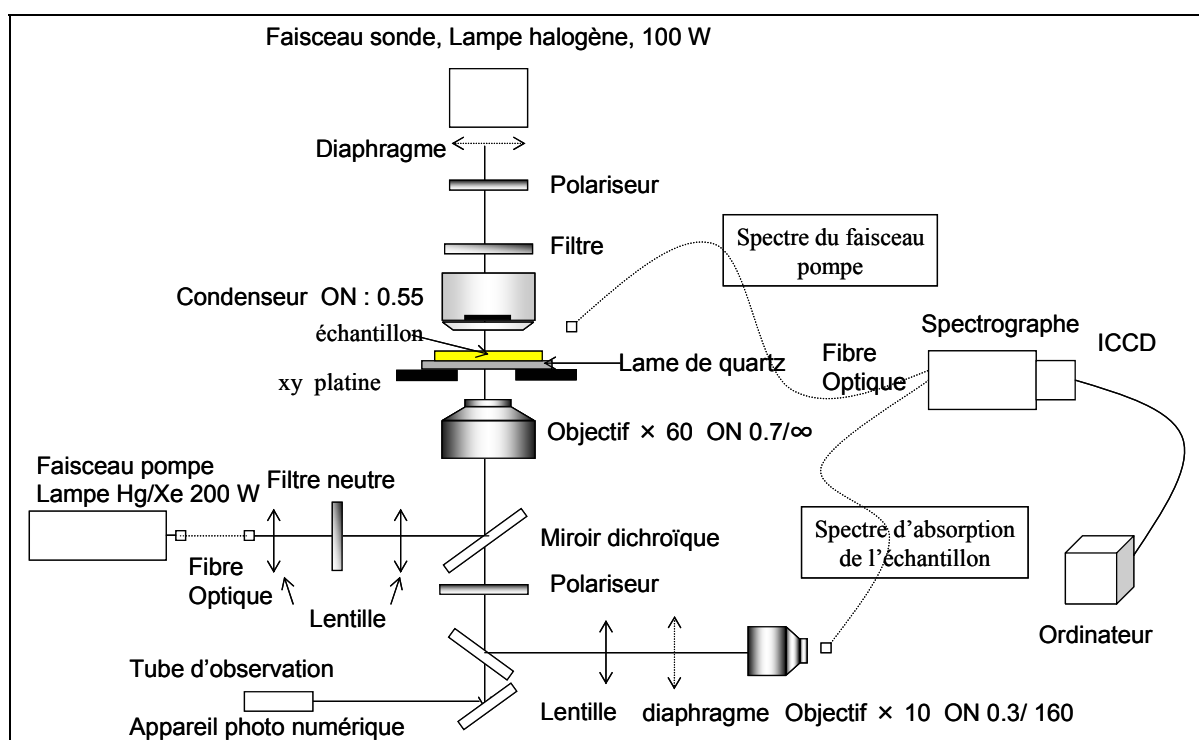 Faisceau sonde, Lampe halogène, 100 W
Diaphragme
Polariseur
Filtre
Spectre du faisceau
pompe
Condenseur ON : 0.55
échantillon
Lame de quartz
xy platine
Spectrographe
ICCD
Fibre
Optique
Objectif × 60 ON 0.7/∞
Faisceau pompe
Lampe Hg/Xe 200 W
Filtre neutre
Miroir dichroïque
Spectre d'absorption
de l'échantillon
Fibre
Optique
Lentille
Polariseur
Ordinateur
Tube d'observation
Appareil photo numérique
Lentille
diaphragme
Objectif × 10 ON 0.3/ 160